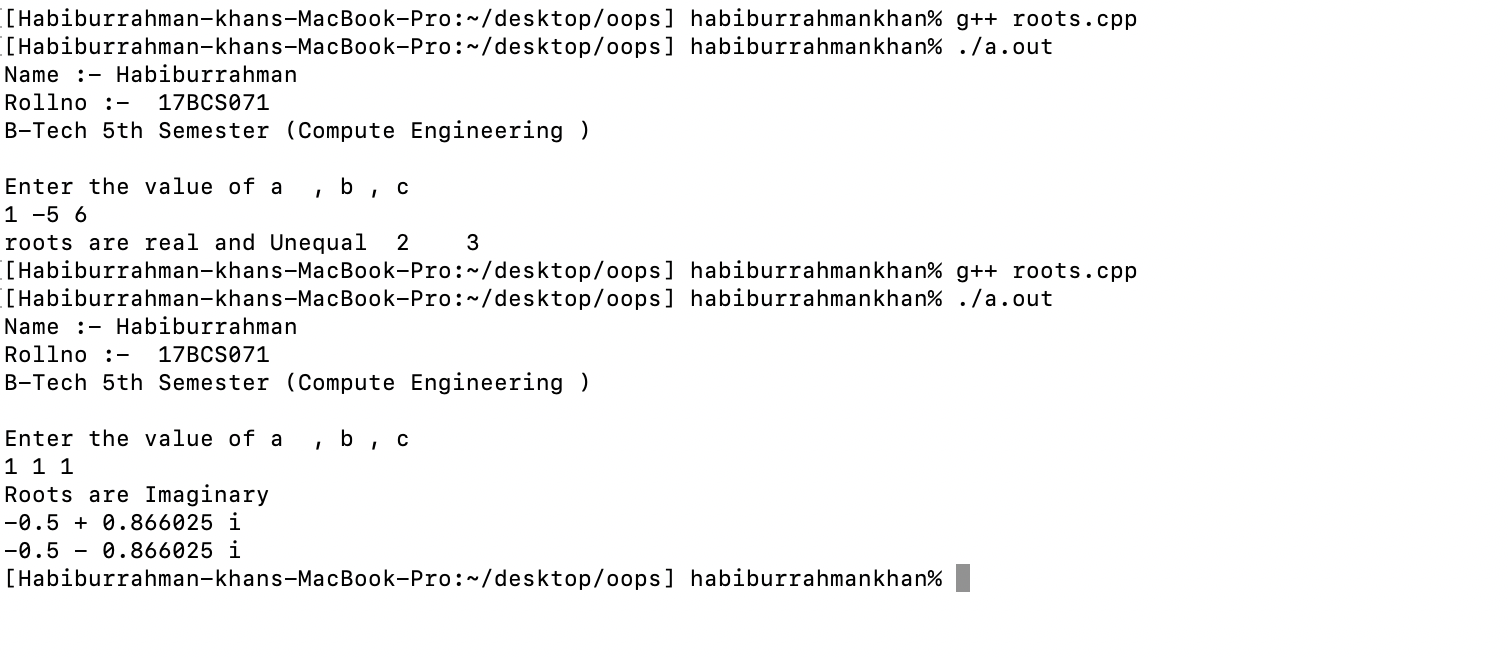 [Habiburrahman-khans-MacBook-Pro:~/desktop/oops] habiburrahmankhan% g++ roots.cpp
[Habiburrahman-khans-MacBook-Pro:~/desktop/oops] habiburrahmankhan% ./a.out
Name :- Habiburrahman
Rollno :-  17BCS071
B-Tech 5th Semester (Compute Engineering )

Enter the value of a  , b , c
1 -5 6
roots are real and Unequal  2    3
[Habiburrahman-khans-MacBook-Pro:~/desktop/oops] habiburrahmankhan% g++ roots.cpp
[Habiburrahman-khans-MacBook-Pro:~/desktop/oops] habiburrahmankhan% ./a.out
Name :- Habiburrahman
Rollno :-  17BCS071
B-Tech 5th Semester (Compute Engineering )

Enter the value of a  , b , c
1 1 1
Roots are Imaginary
-0.5 + 0.866025 i
-0.5 - 0.866025 i
[Habiburrahman-khans-MacBook-Pro:~/desktop/oops] habiburrahmankhan%